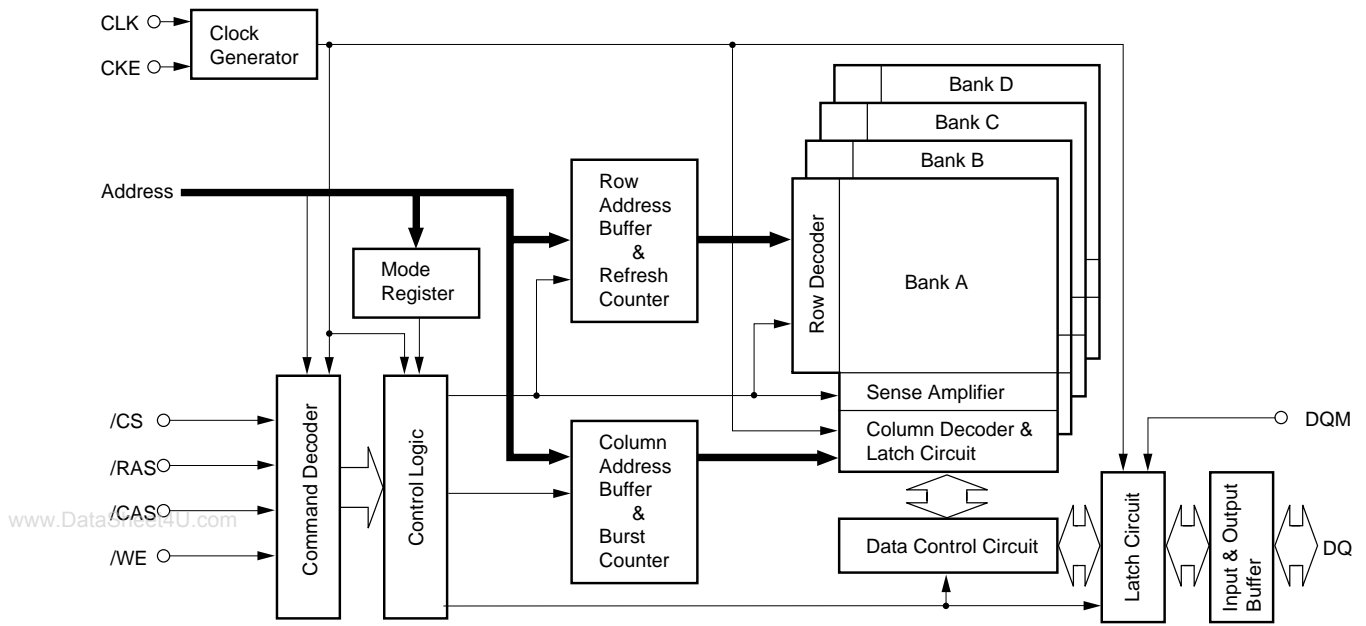 CLK
Clock
Generator
CKE
Bank D
Bank C
Bank B
Address
Row
Address
Buffer
&
Refresh
Counter
Row Decoder
Bank A
Mode
Register
Sense Amplifier
Column Decoder &
Latch Circuit
/CS
/RAS
/CAS
/WE
www.DataSheet4U.com
Command Decoder
Control Logic
Column
Address
Buffer
&
Burst
Counter
DQM
Data Control Circuit
Latch Circuit
Input & Output
Buffer
DQ